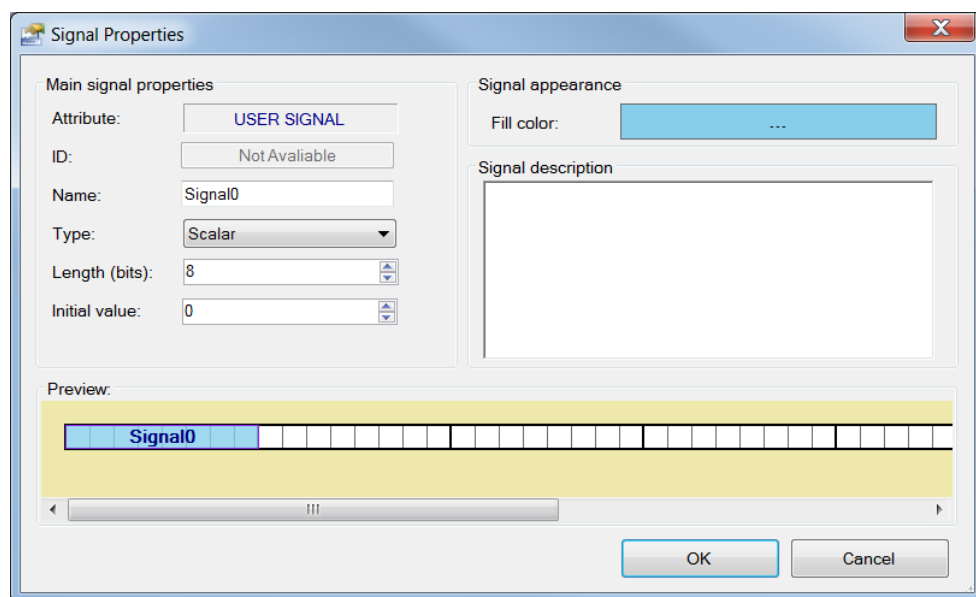 Signal Properties
Main signal properties
Attribute: USER SIGNAL
ID: Not Avaliable
Name: Signal0
Type: Scalar
Length (bits): 8
Initial value: 0
Signal appearance
Fill color: ...
Signal description
Preview:
Signal0
OK Cancel